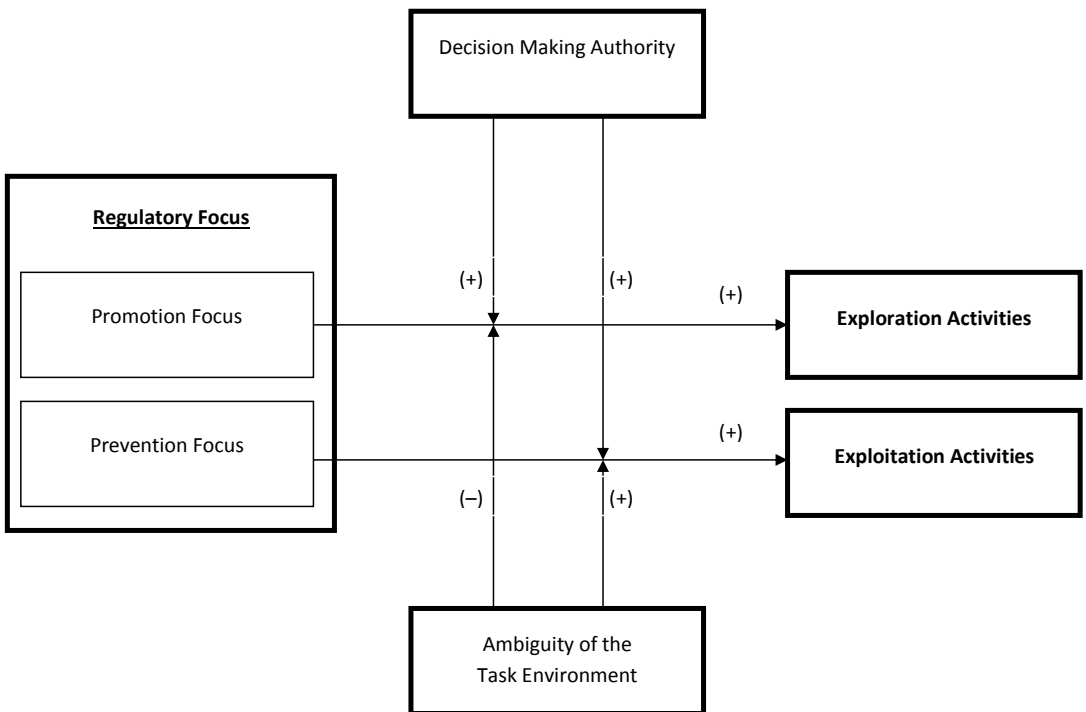 Decision Making Authority
Regulatory Focus
(+)
(+)
(+)
Promotion Focus
Exploration Activities
(+)
Prevention Focus
Exploitation Activities
(–)
(+)
Ambiguity of the
Task Environment